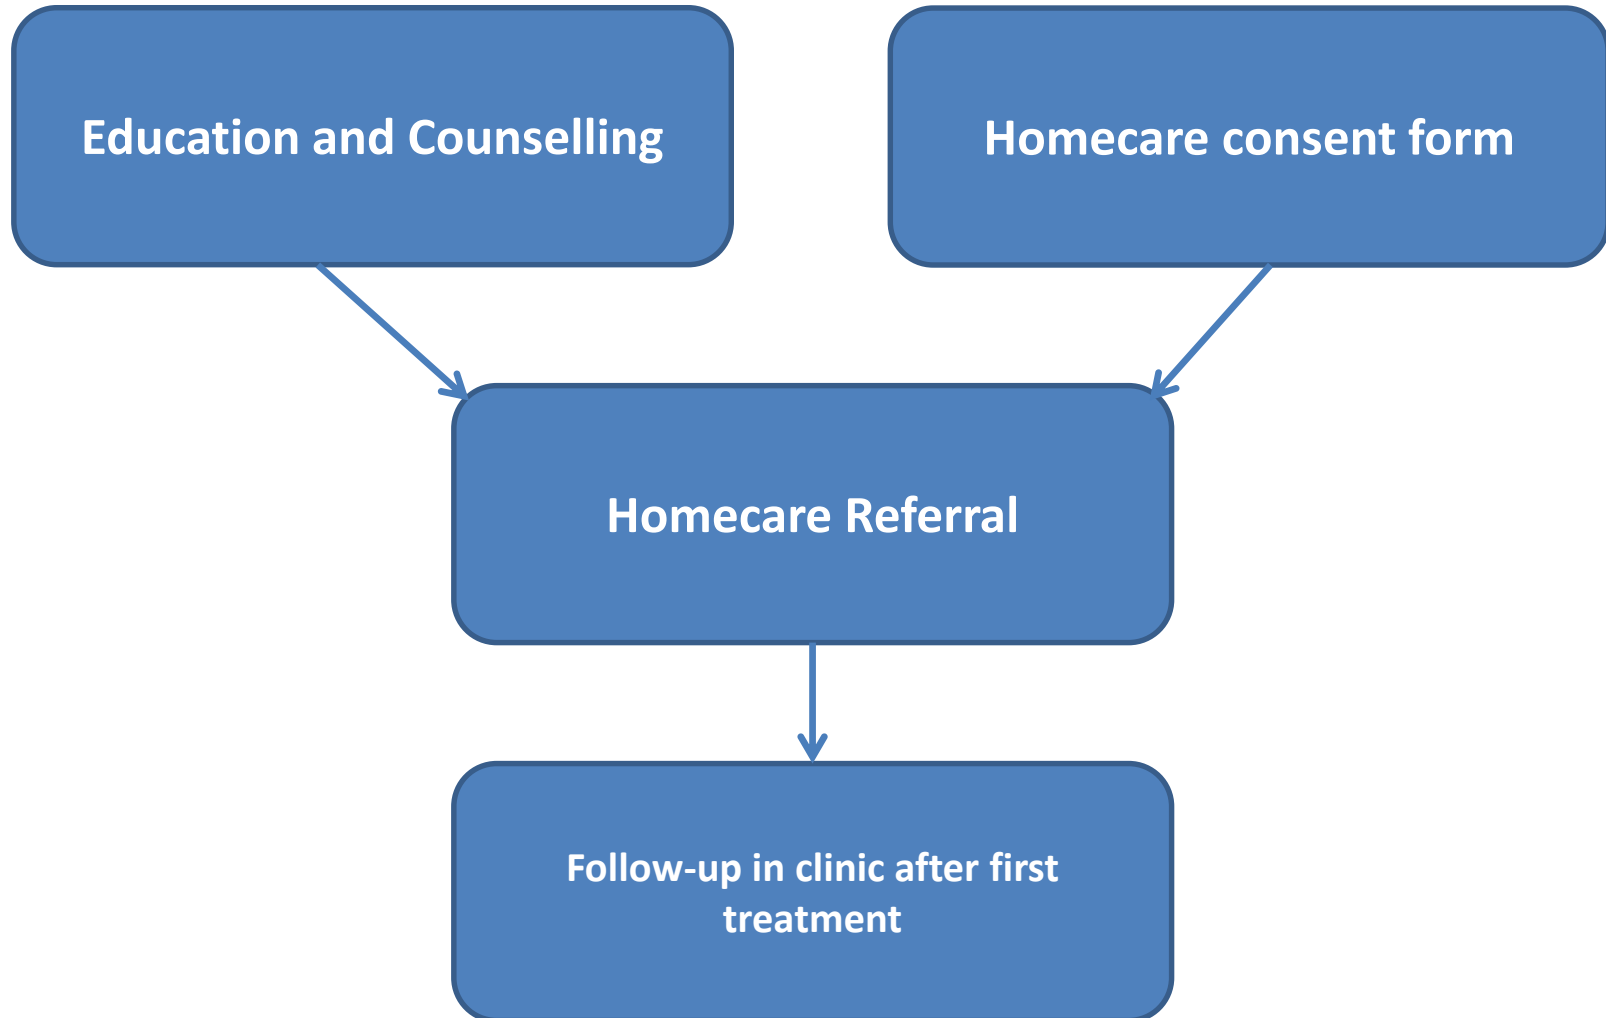 Education and Counselling
Homecare consent form
Homecare Referral
Follow-up in clinic after first
treatment